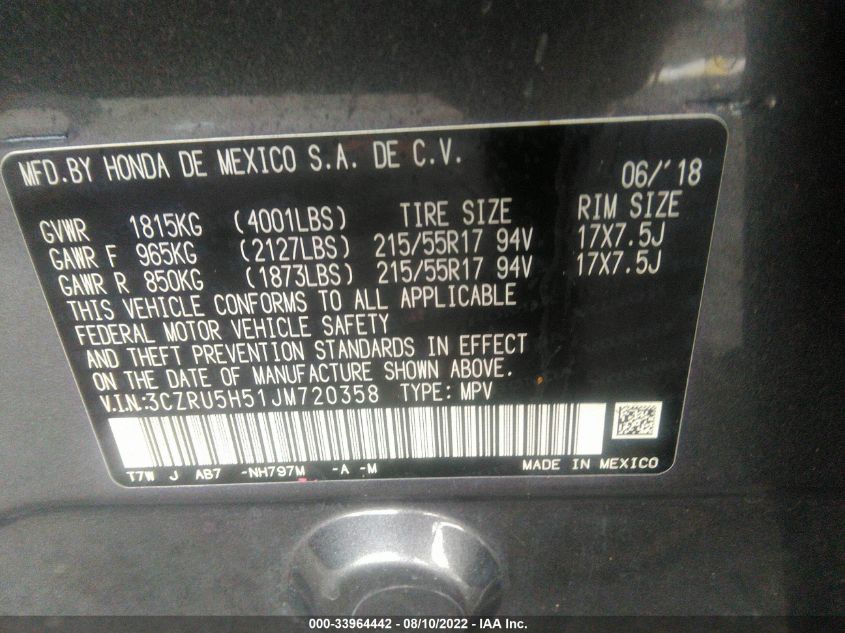 MFD.BY HONDA DE MEXICO S.A. DE C.V. 06/'18
GVWR 1815KG (4001LBS) TIRE SIZE RIM SIZE
GAWR F 965KG (2127LBS) 215/55R17 94V 17X7.5J
GAWR R 850KG (1873LBS) 215/55R17 94V 17X7.5J
THIS VEHICLE CONFORMS TO ALL APPLICABLE
FEDERAL MOTOR VEHICLE SAFETY
AND THEFT PREVENTION STANDARDS IN EFFECT
ON THE DATE OF MANUFACTURE SHOWN ABOVE.
V.I.N.:3CZRU5H51JM720358 TYPE: MPV
T7W J AB7 -NH797M -A -M MADE IN MEXICO
000-33964442 - 08/10/2022 - IAA Inc.